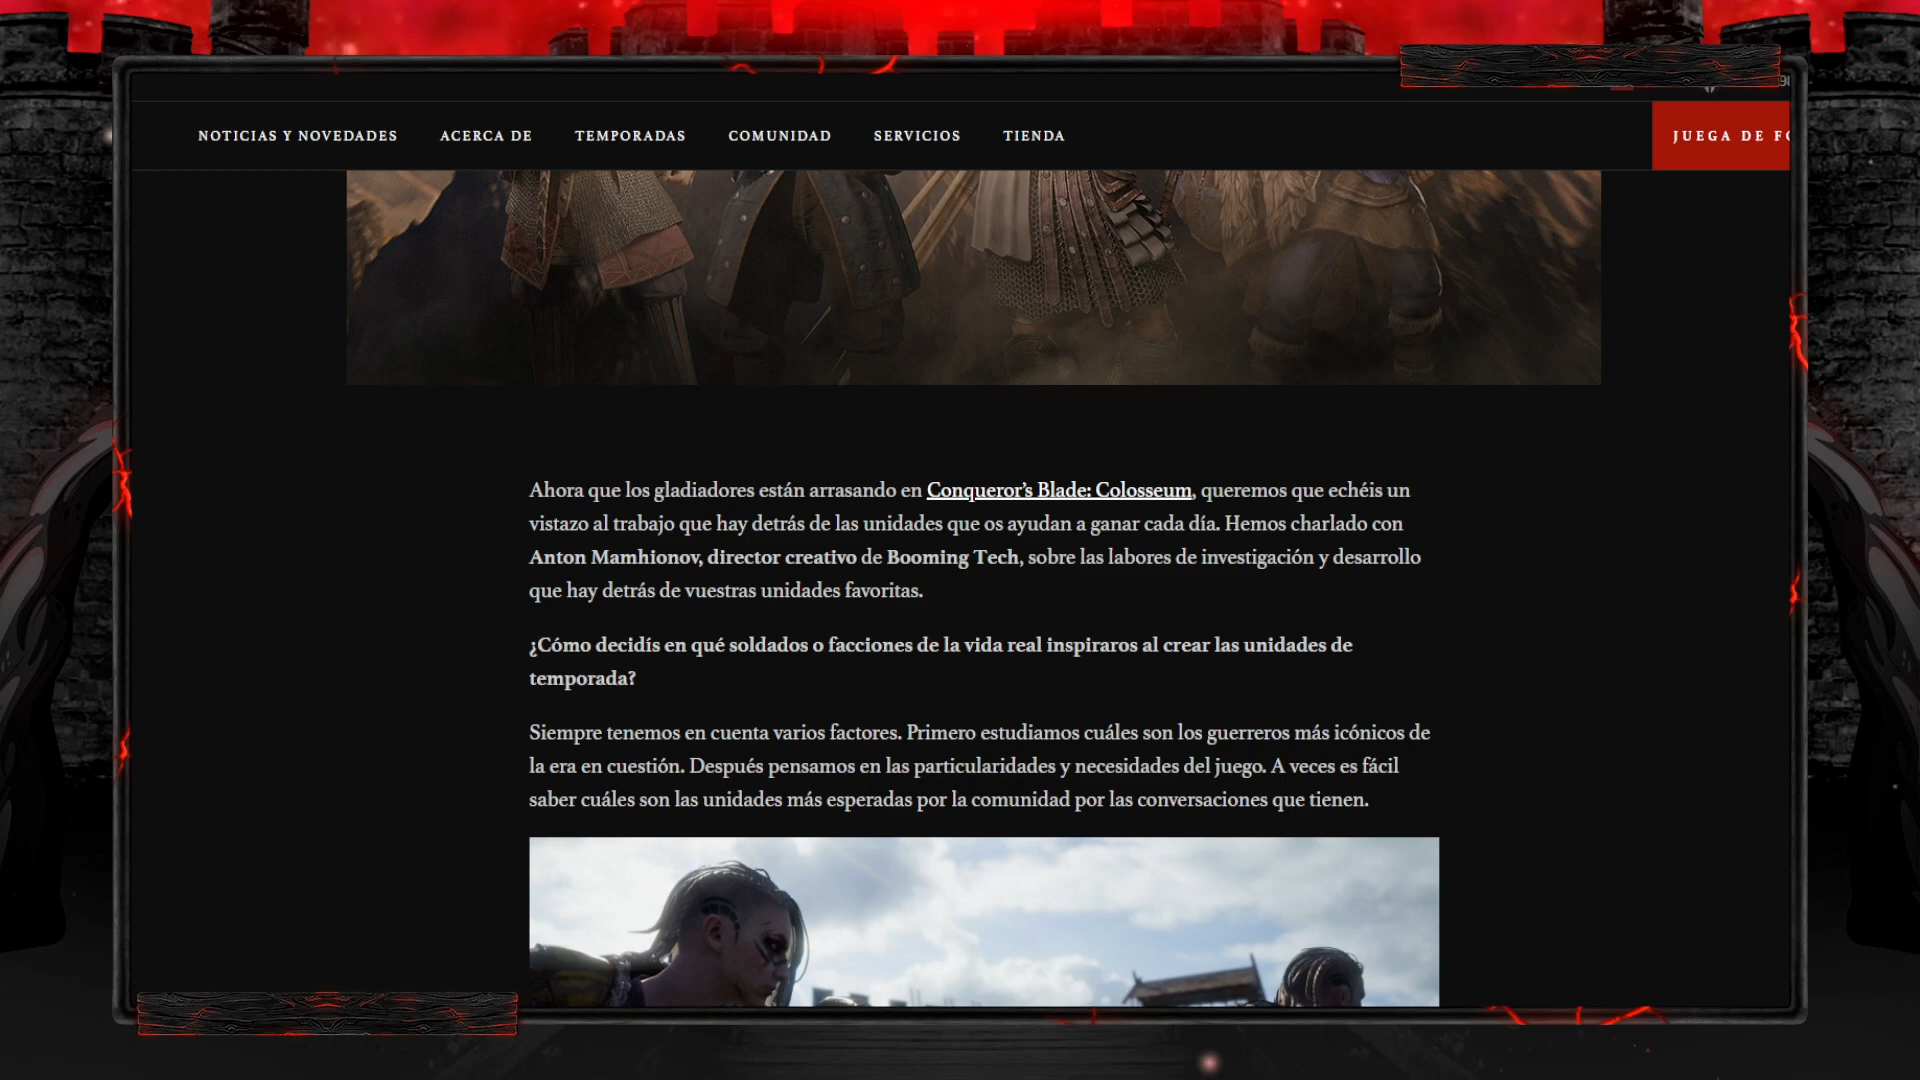 NOTICIAS Y NOVEDADES ACERCA DE TEMPORADAS COMUNIDAD SERVICIOS TIENDA JUEGA DE
Ahora que los gladiadores están arrasando en Conqueror's Blade: Colosseum, queremos que echéis un
vistazo al trabajo que hay detrás de las unidades que os ayudan a ganar cada día. Hemos charlado con
Anton Mamhionov, director creativo de Booming Tech, sobre las labores de investigación y desarrollo
que hay detrás de vuestras unidades favoritas.
¿Cómo decidís en qué soldados o facciones de la vida real inspiraros al crear las unidades de
temporada?
Siempre tenemos en cuenta varios factores. Primero estudiamos cuáles son los guerreros más icónicos de
la era en cuestión. Después pensamos en las particularidades y necesidades del juego. A veces es fácil
saber cuáles son las unidades más esperadas por la comunidad por las conversaciones que tienen.